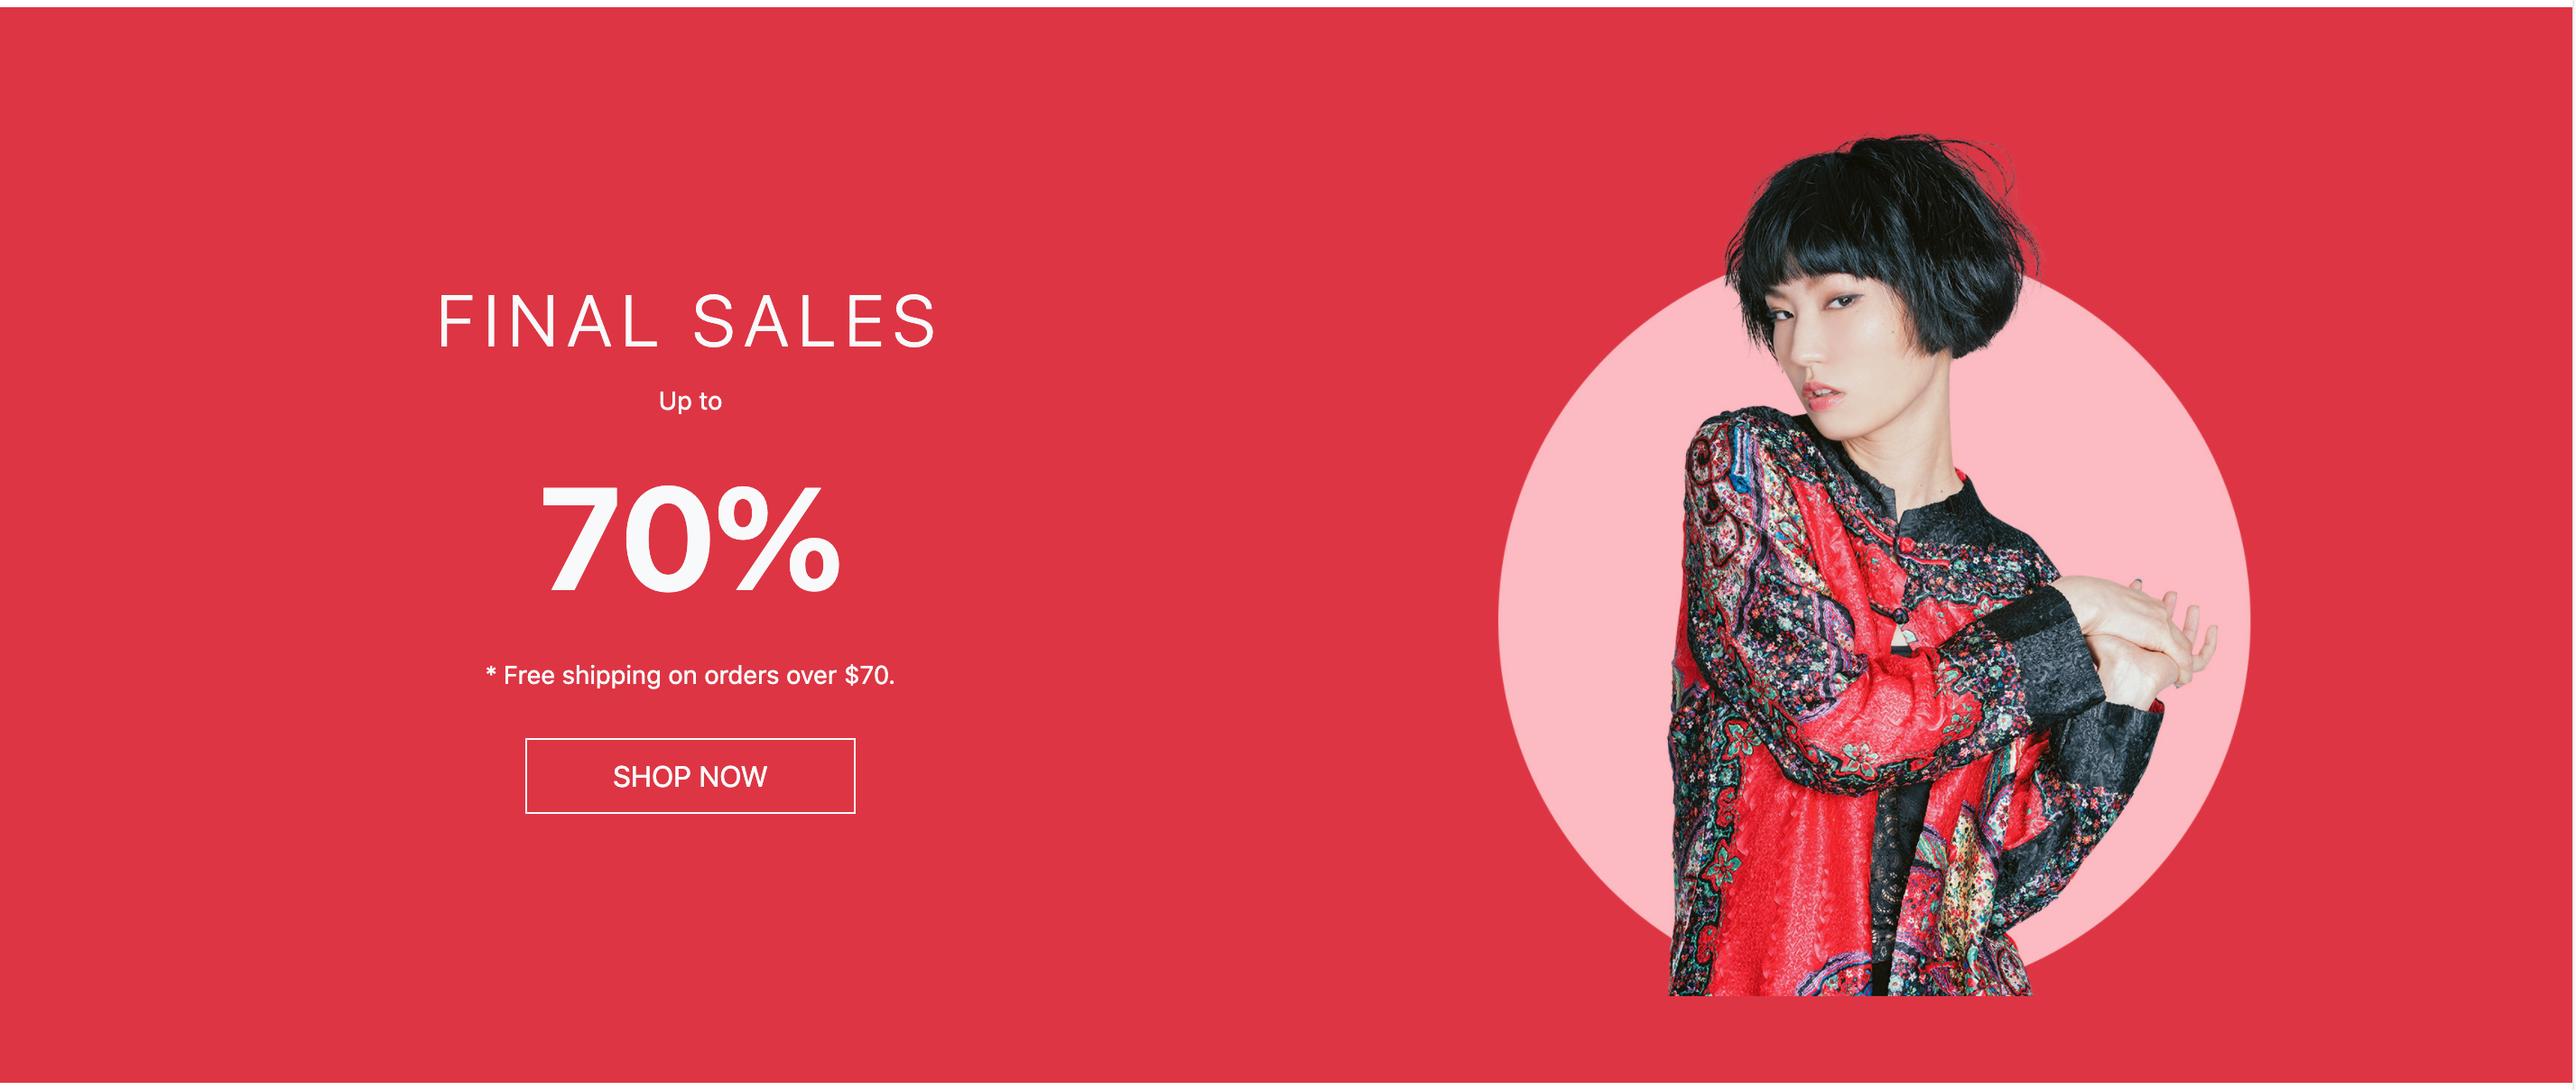 FINAL SALES
Up to
70%
* Free shipping on orders over $70.
SHOP NOW